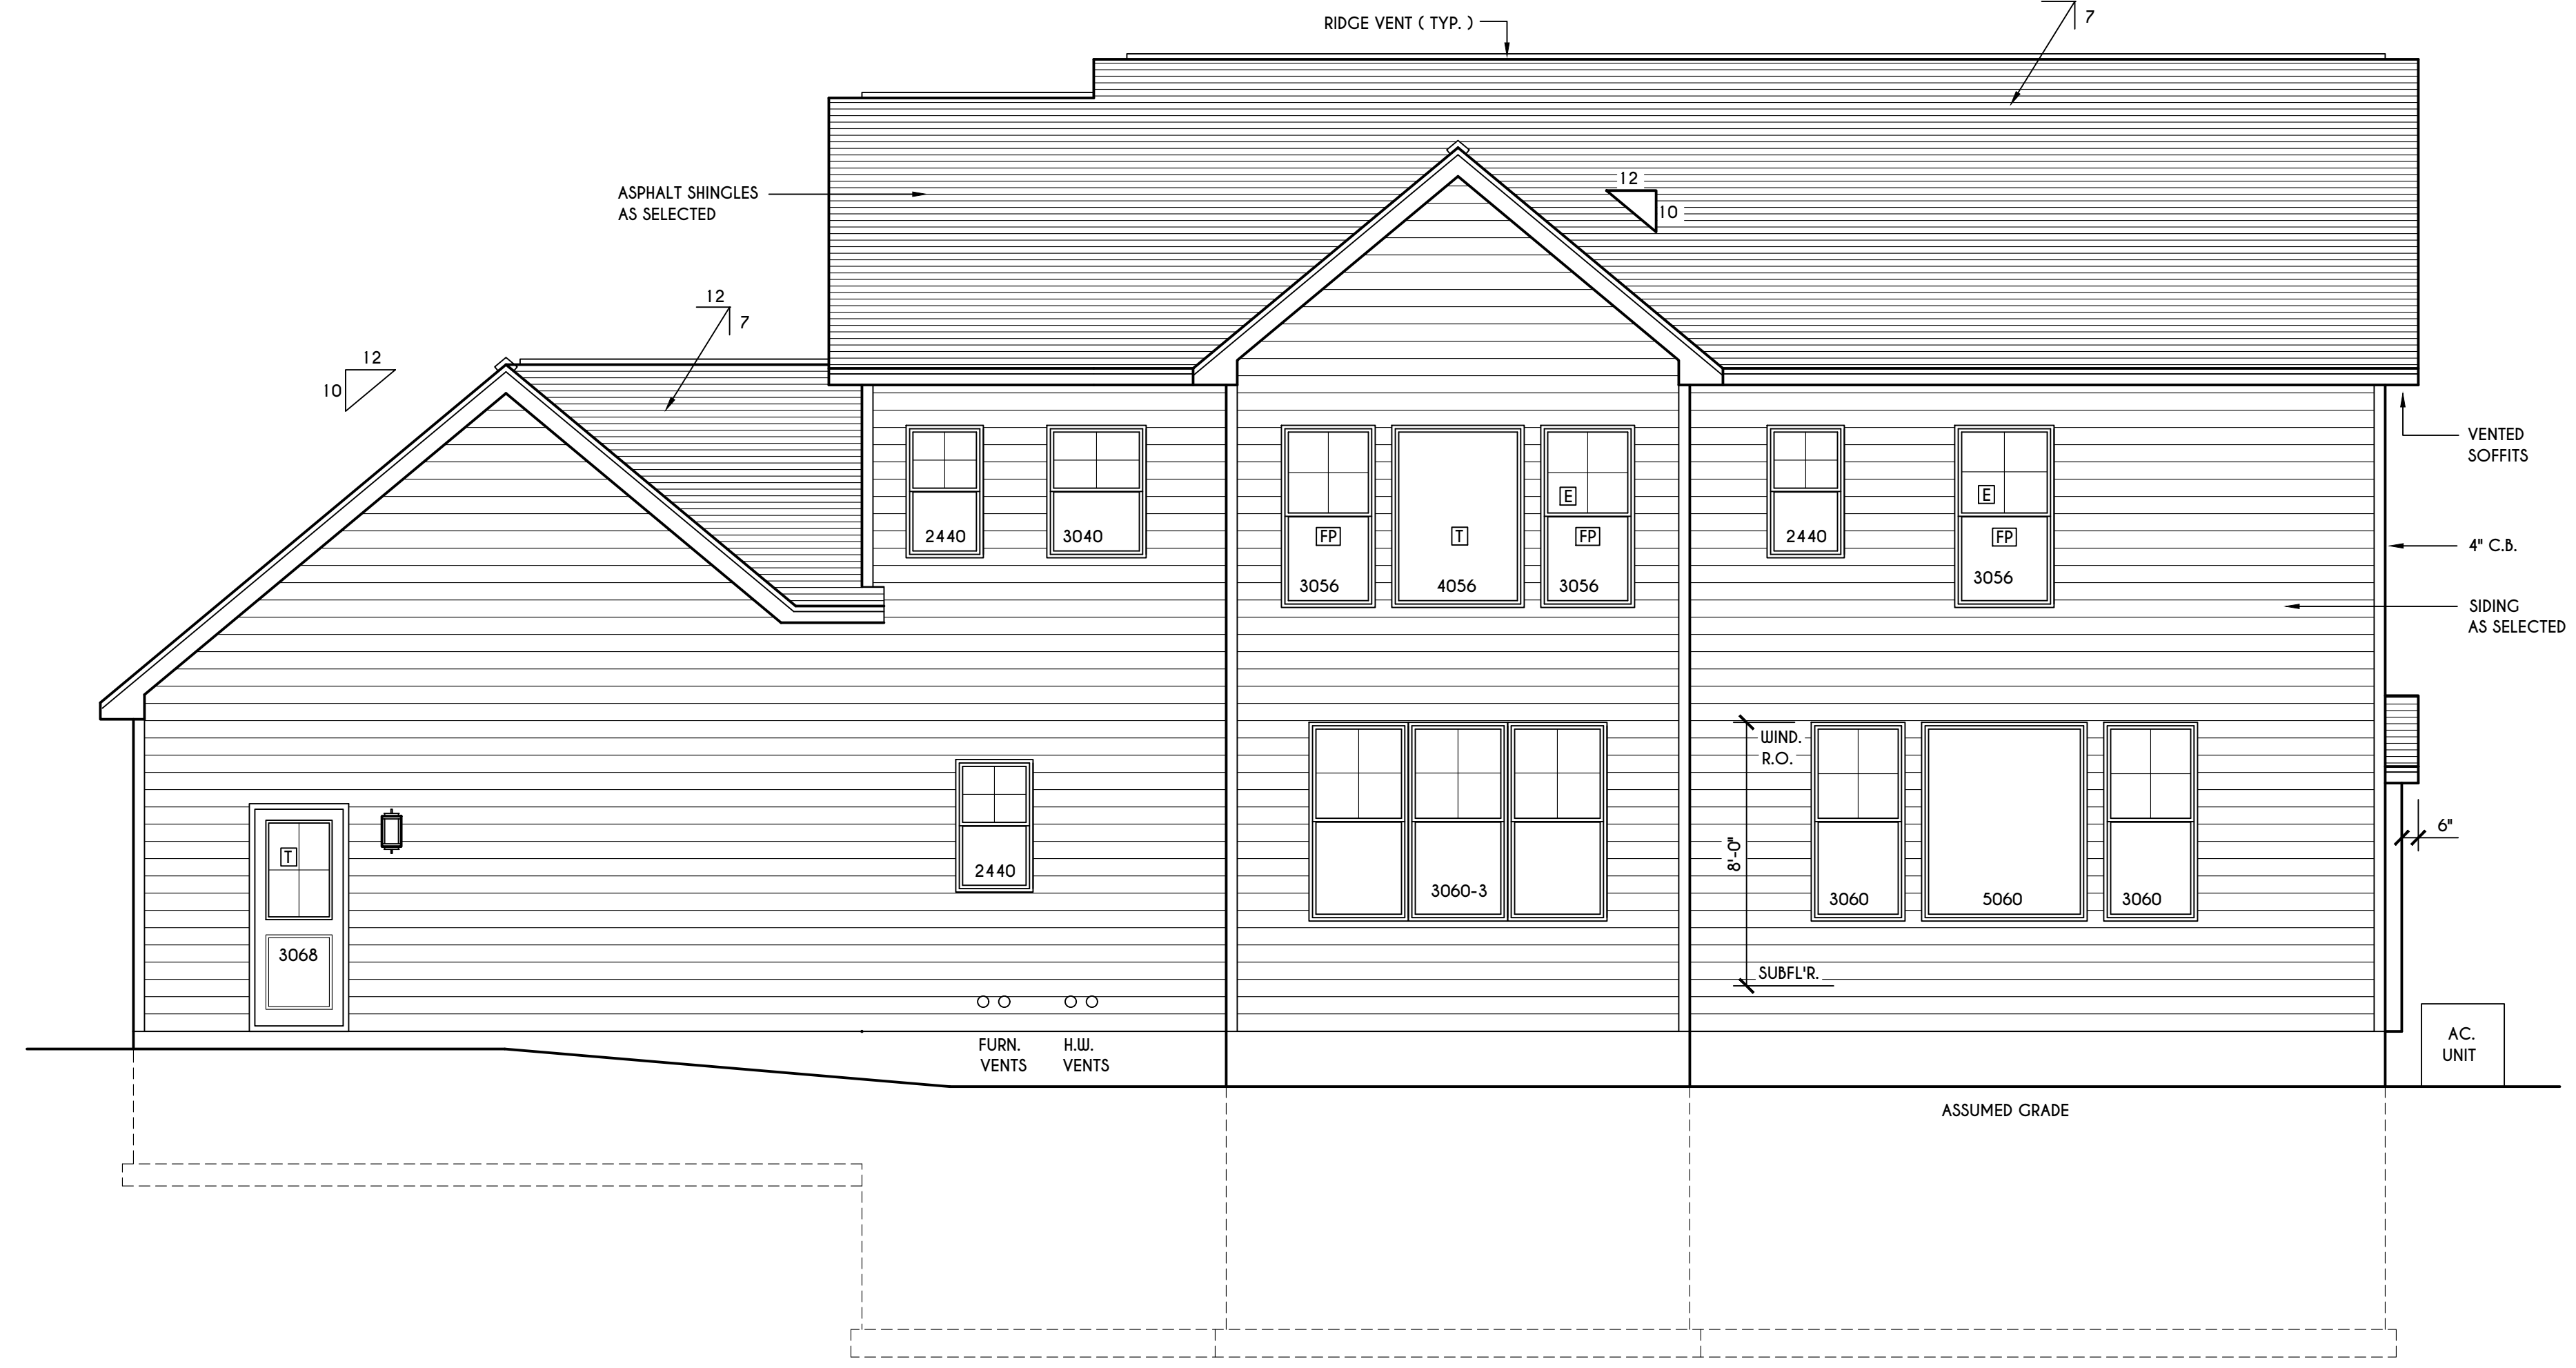 RIDGE VENT ( TYP. )
7
ASPHALT SHINGLES
AS SELECTED
12
10
12
7
12
10
VENTED
SOFFITS
2440
3040
E
E
FP
T
FP
2440
FP
4" C.B.
3056
4056
3056
3056
SIDING
AS SELECTED
WIND.
R.O.
6"
T
8'-0"
2440
3060-3
3060
5060
3060
3068
SUBFL'R.
FURN.
VENTS
H.W.
VENTS
AC.
UNIT
ASSUMED GRADE